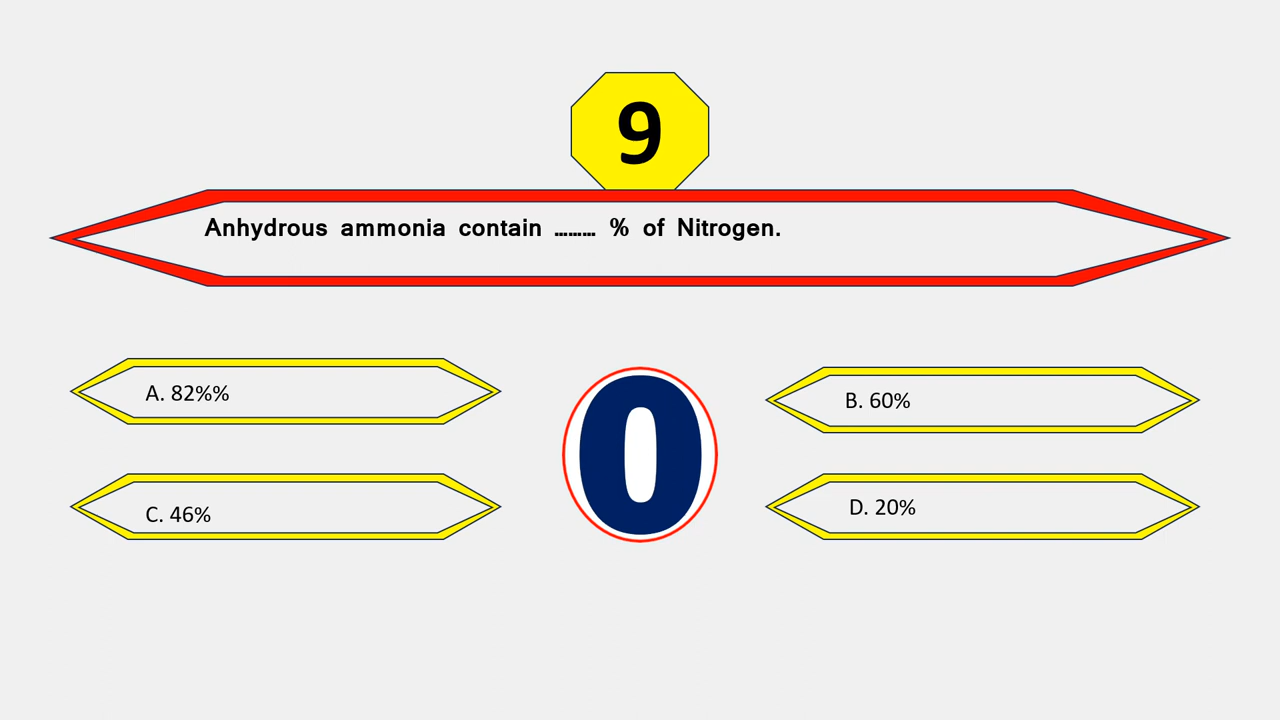 9
Anhydrous ammonia contain ......... % of Nitrogen.
A. 82%%
B. 60%
0
C. 46%
D. 20%